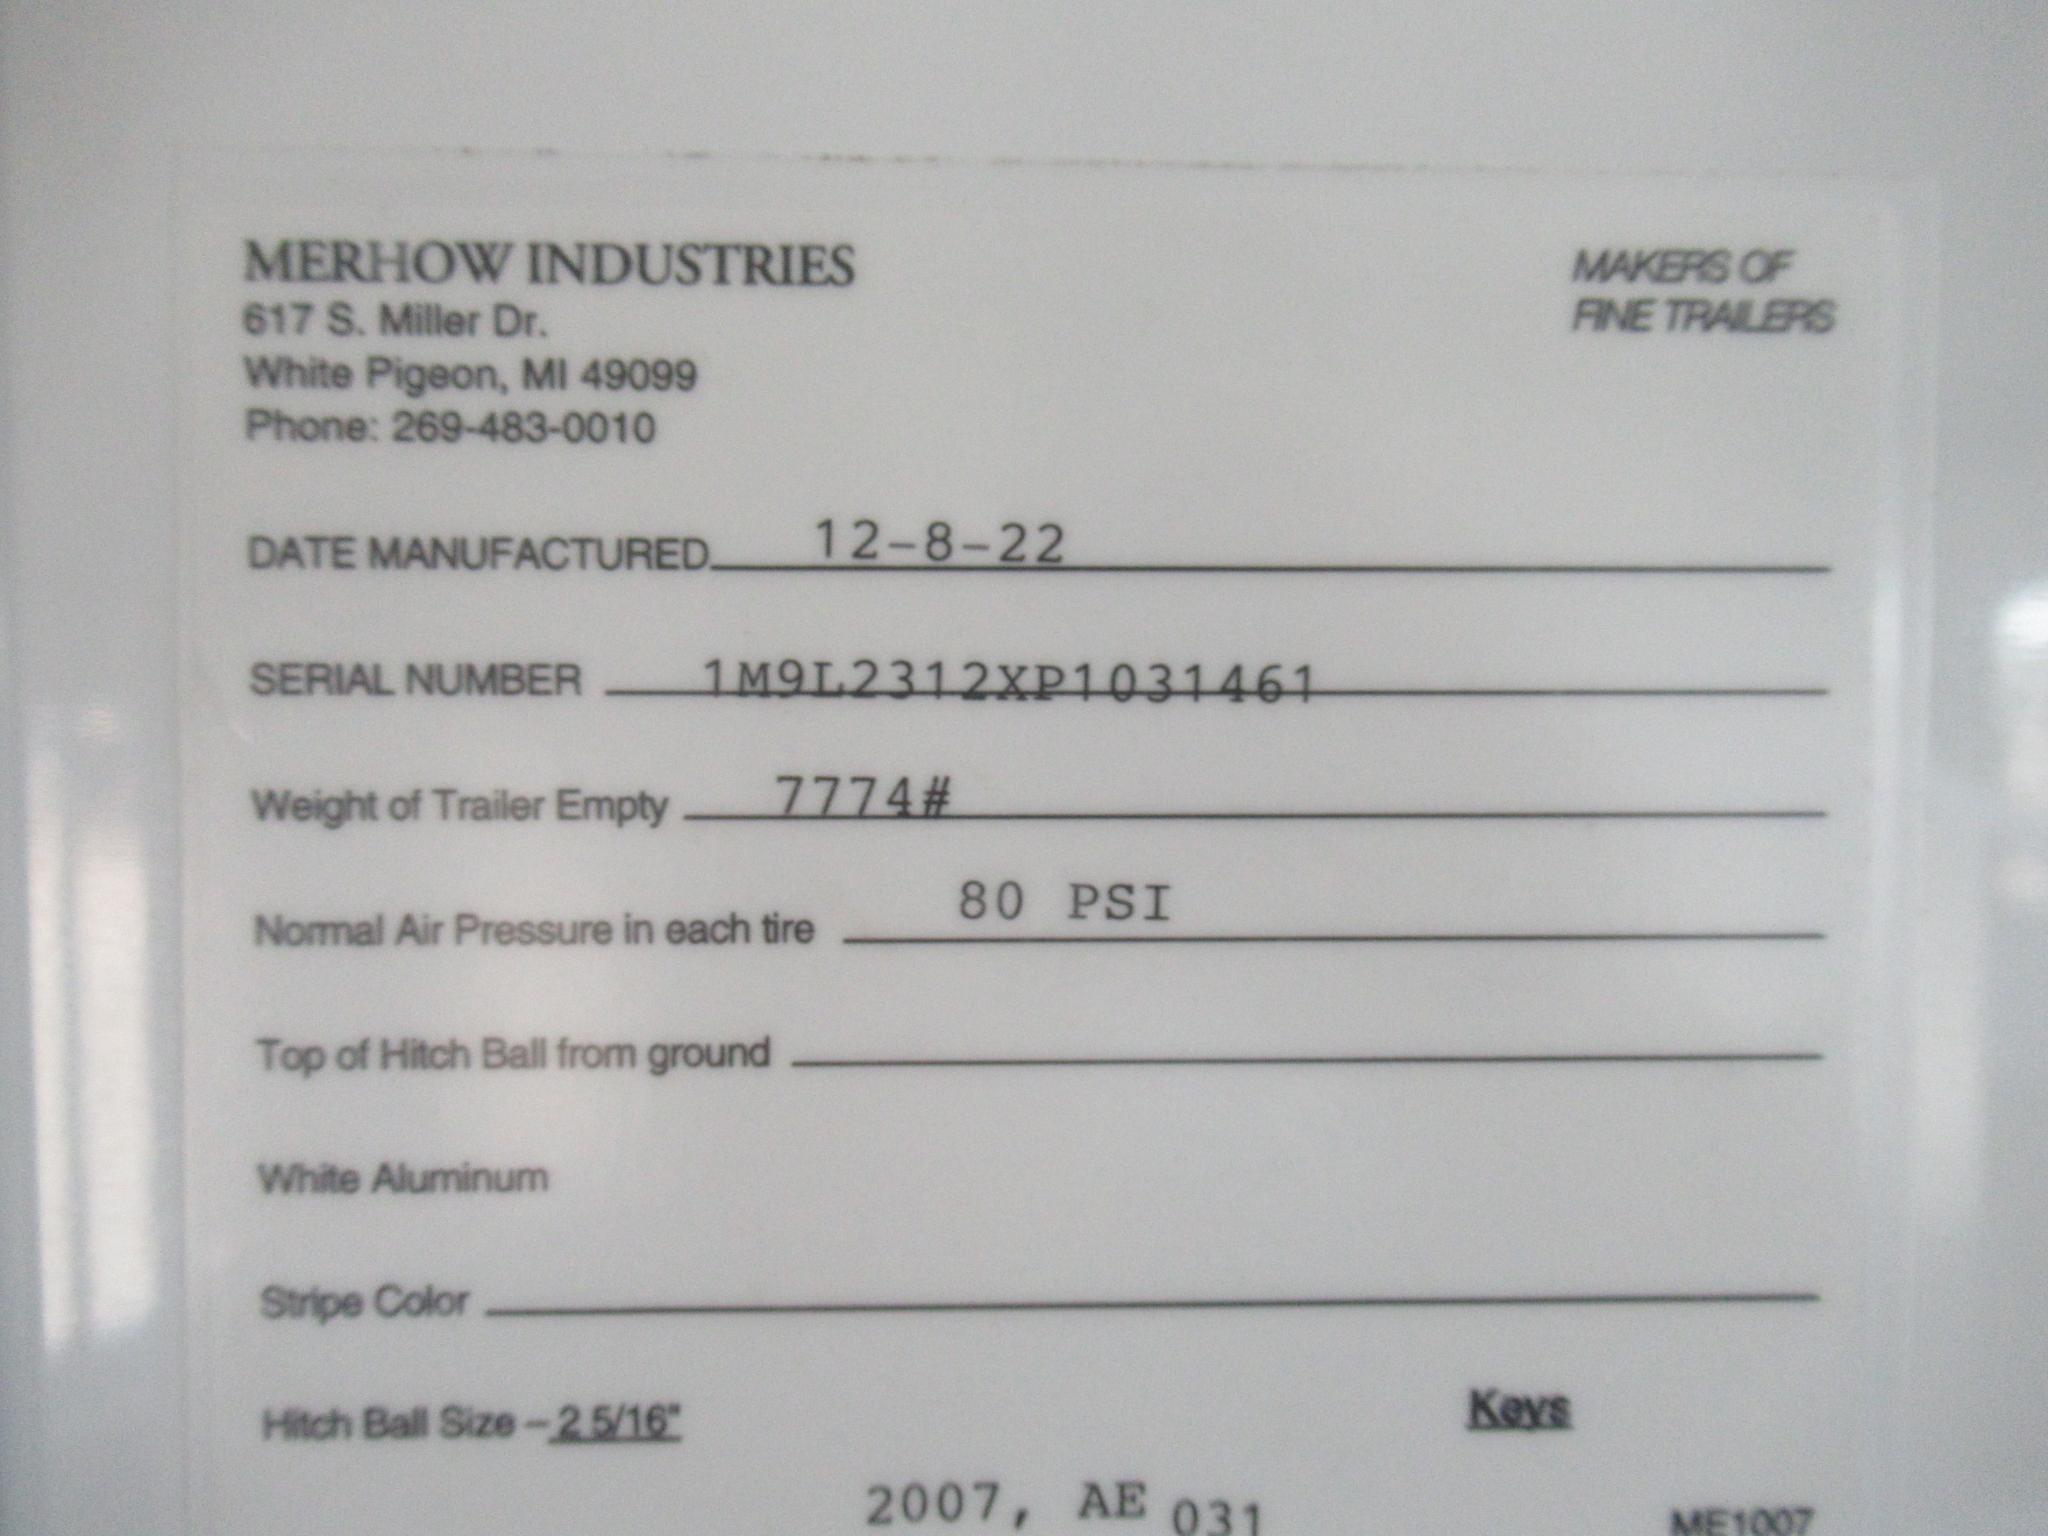 MERHOW INDUSTRIES
MAKERS OF
FINE TRAILERS
617 S. Miller Dr.
White Pigeon, MI 49099
Phone: 269-483-0010
DATE MANUFACTURED 12-8-22
SERIAL NUMBER 1M9L2312XP1031461
Weight of Trailer Empty 7774#
Normal Air Pressure in each tire 80 PSI
Top of Hitch Ball from ground
White Aluminum
Stripe Color
Hitch Ball Size – 2 5/16"
Keys
2007, AE 031
ME1007